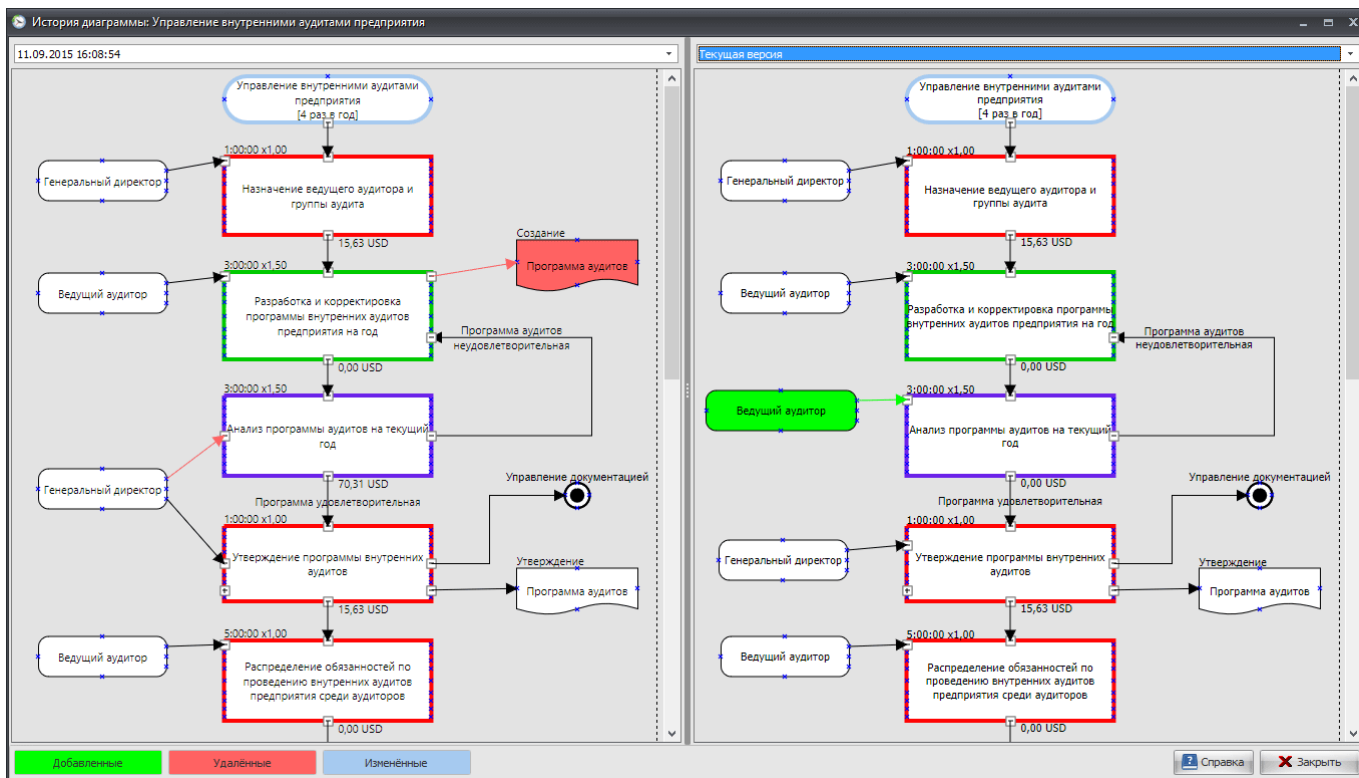 История диаграммы: Управление внутренними аудитами предприятия
11.09.2015 16:08:54
Управление внутренними аудитами
предприятия
[4 раз в год]
1:00:00 x1,00
Генеральный директор
Назначение ведущего аудитора и
группы аудита
15,63 USD
Создание
Программа аудитов
3:00:00 x1,50
Ведущий аудитор
Разработка и корректировка
программы внутренних аудитов
предприятия на год
Программа аудитов
неудовлетворительная
0,00 USD
3:00:00 x1,50
Анализ программы аудитов на текущий
год
70,31 USD
Генеральный директор
Управление документацией
Программа удовлетворительная
1:00:00 x1,00
Утверждение программы внутренних
аудитов
Утверждение
Программа аудитов
15,63 USD
5:00:00 x1,00
Ведущий аудитор
Распределение обязанностей по
проведению внутренних аудитов
предприятия среди аудиторов
0,00 USD
Текущая версия
Управление внутренними аудитами
предприятия
[4 раз в год]
1:00:00 x1,00
Генеральный директор
Назначение ведущего аудитора и
группы аудита
15,63 USD
3:00:00 x1,50
Ведущий аудитор
Разработка и корректировка программы
внутренних аудитов предприятия на год
Программа аудитов
неудовлетворительная
0,00 USD
3:00:00 x1,50
Ведущий аудитор
Анализ программы аудитов на текущий
год
0,00 USD
Управление документацией
Программа удовлетворительная
1:00:00 x1,00
Генеральный директор
Утверждение программы внутренних
аудитов
Утверждение
Программа аудитов
15,63 USD
5:00:00 x1,00
Ведущий аудитор
Распределение обязанностей по
проведению внутренних аудитов
предприятия среди аудиторов
0,00 USD
Добавленные
Удалённые
Изменённые
Справка
Закрыть